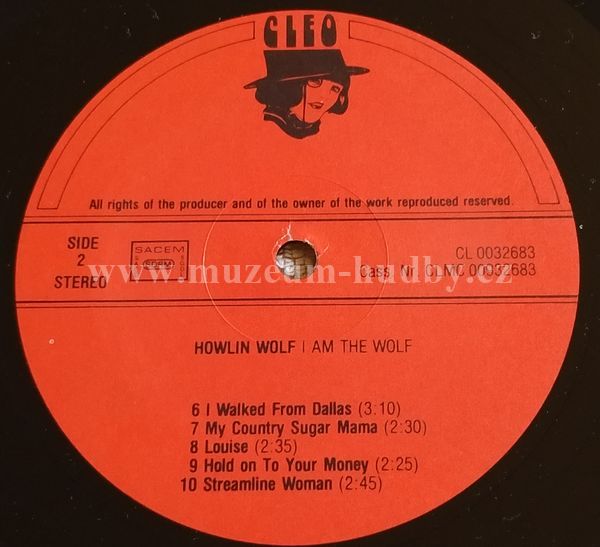 CLEO
All rights of the producer and of the owner of the work reproduced reserved.
SIDE
2
STEREO
SACEM
SDRM
CL 0032683
Cass. Nr. CLMC 00032683
www.muzeum-hudby.cz
HOWLIN WOLF | I AM THE WOLF
6 I Walked From Dallas (3:10)
7 My Country Sugar Mama (2:30)
8 Louise (2:35)
9 Hold on To Your Money (2:25)
10 Streamline Woman (2:45)